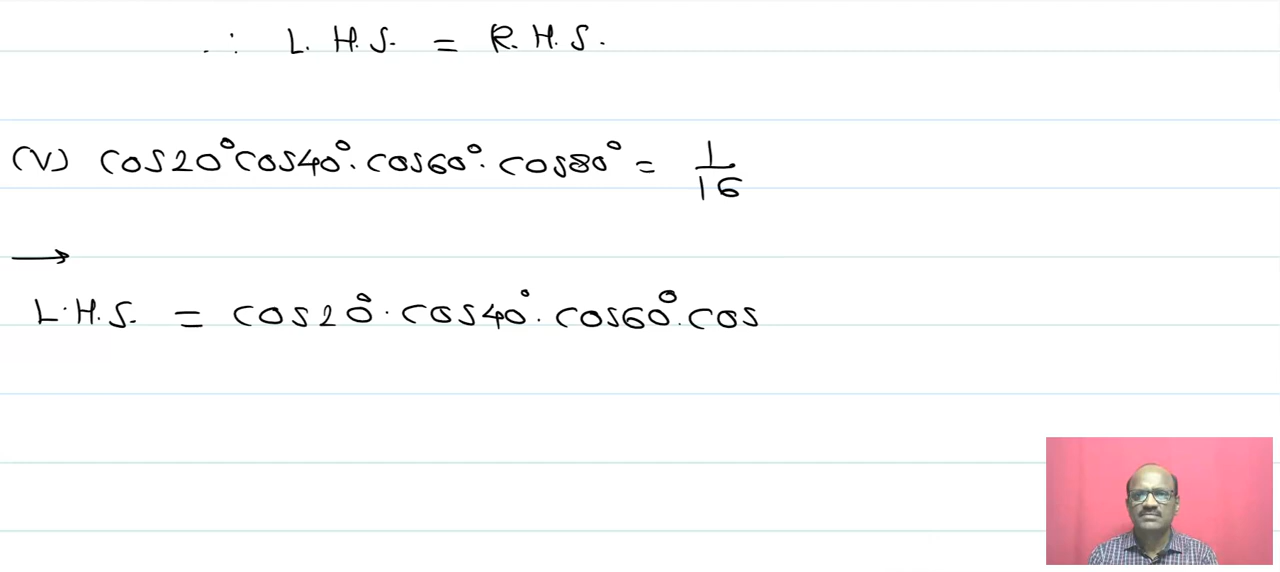 ∴ L.H.S. = R.H.S.
(v) cos20° cos40°. cos60°. cos80° = 1/16
→
L.H.S. = cos20°. cos40°. cos60°. cos